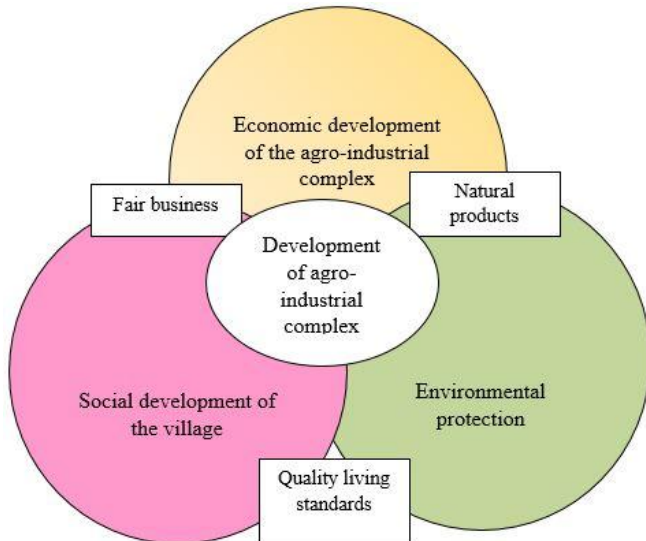 Economic development
of the agro-industrial
complex
Fair business
Natural
products
Development
of agro-
industrial
complex
Social development of
the village
Environmental
protection
Quality living
standards